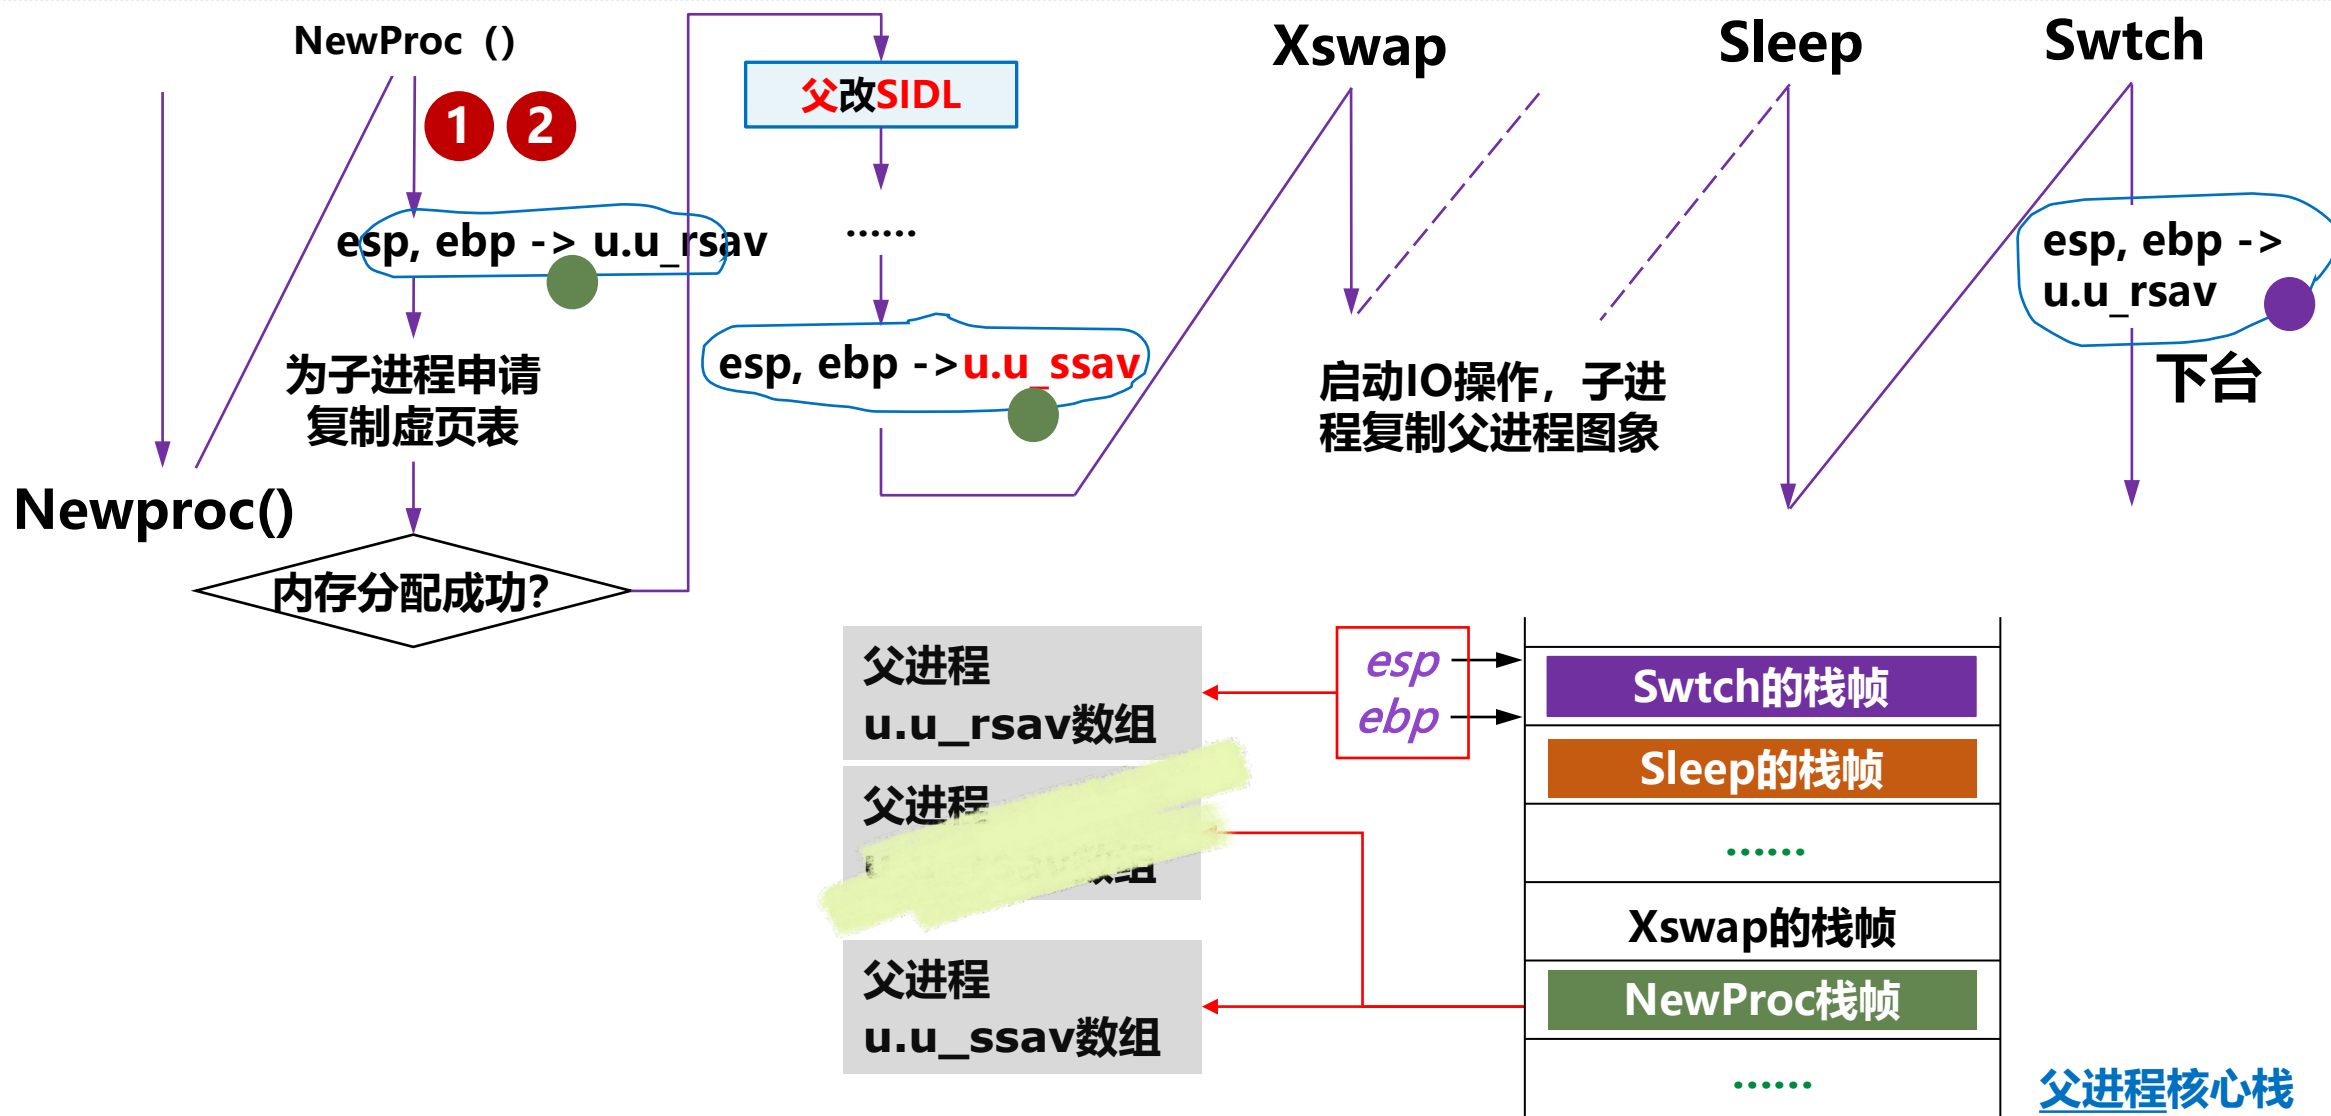 NewProc（）
1
2
esp, ebp -> u.u_rsav
为子进程申请
复制虚页表
Newproc()
内存分配成功？
父改SIDL
……
esp, ebp ->u.u_ssav
Xswap
启动IO操作，子进
程复制父进程图象
Sleep
Swtch
esp, ebp ->
u.u_rsav
下台
父进程
u.u_rsav数组
父进程
数组
父进程
u.u_ssav数组
esp
ebp
Swtch的栈帧
Sleep的栈帧
……
Xswap的栈帧
NewProc栈帧
……
父进程核心栈